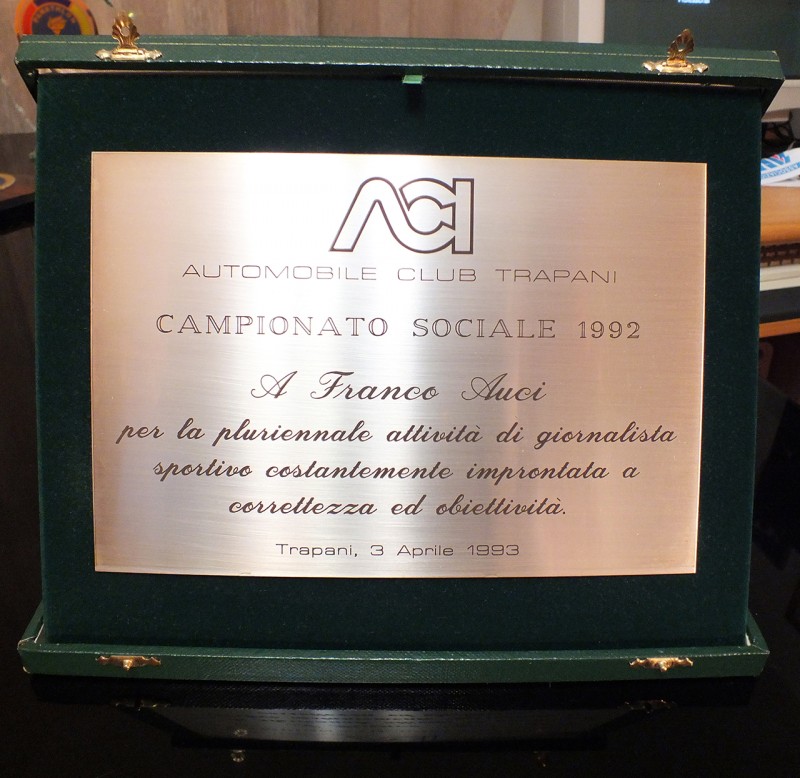 ACI
AUTOMOBILE CLUB TRAPANI
CAMPIONATO SOCIALE 1992
A Franco Auci
per la pluriennale attività di giornalista
sportivo costantemente improntata a
correttezza ed obiettività.
Trapani, 3 Aprile 1993